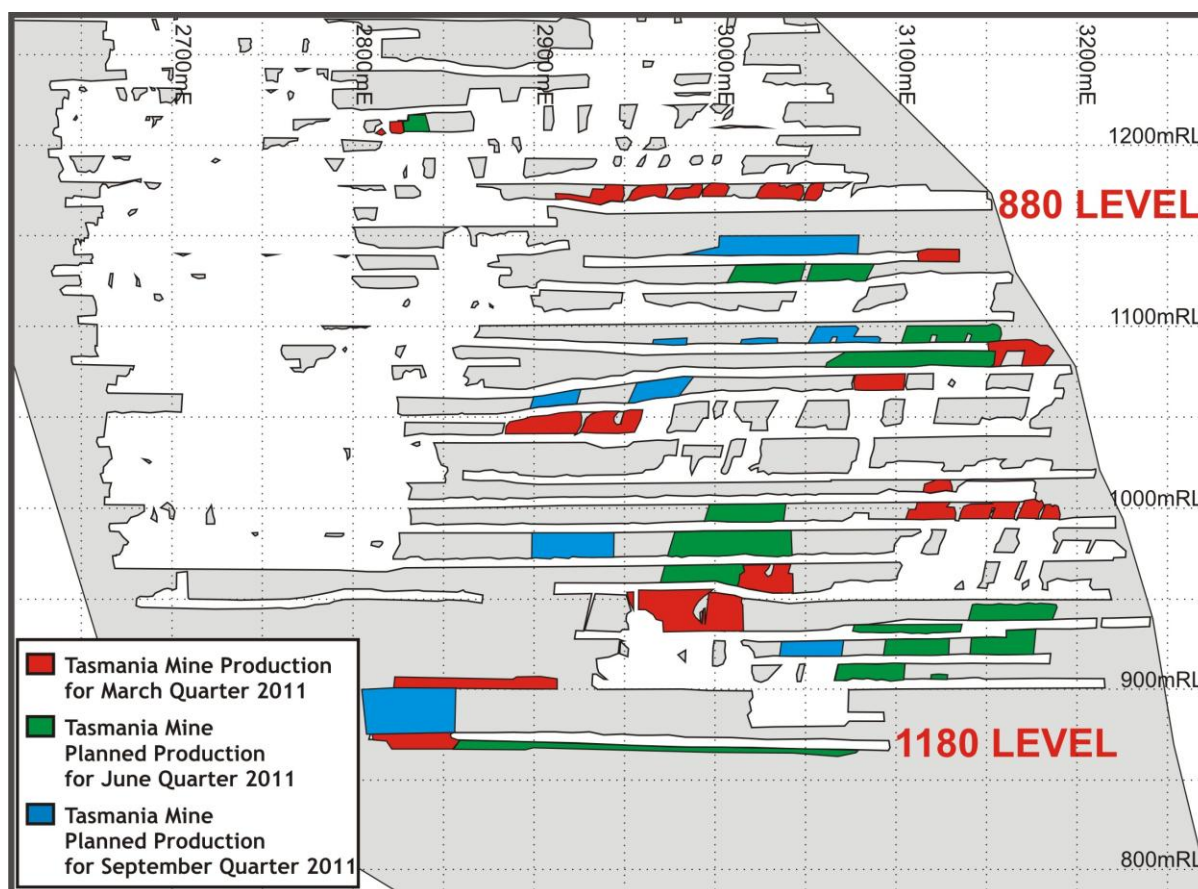 2700mE
2800mE
2900mE
3000mE
3100mE
3200mE
1200mRL
880 LEVEL
1100mRL
1000mRL
900mRL
1180 LEVEL
800mRL
Tasmania Mine Production
for March Quarter 2011
Tasmania Mine
Planned Production
for June Quarter 2011
Tasmania Mine
Planned Production
for September Quarter 2011